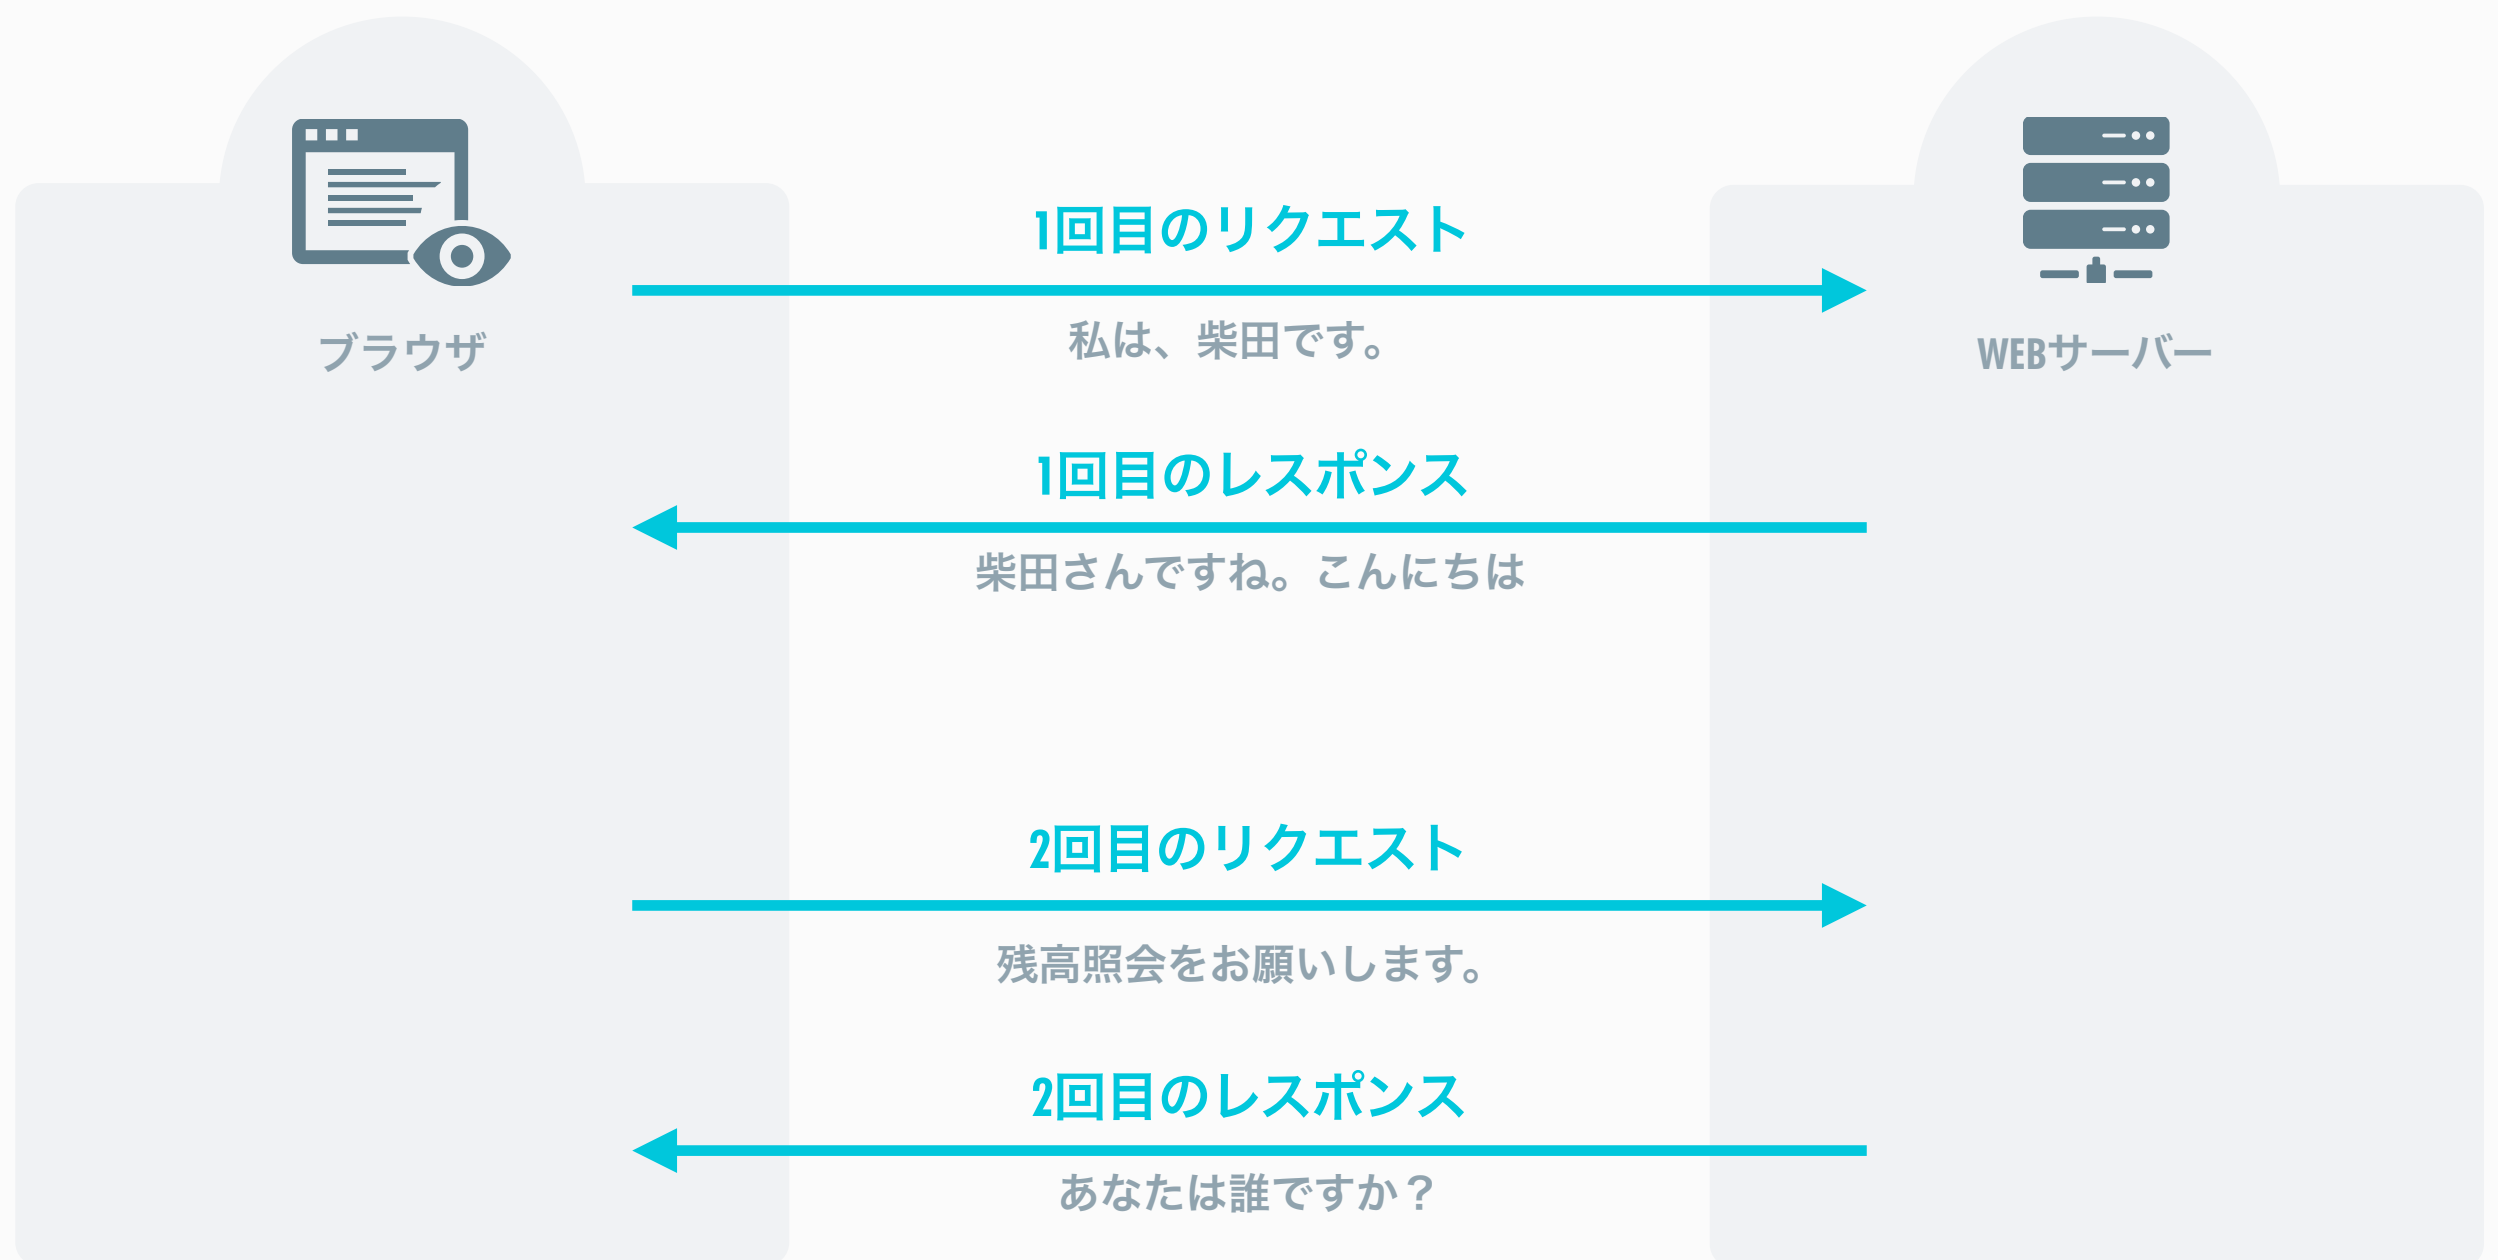 1回目のリクエスト
ブラウザ
私は、柴田です。
WEBサーバー
1回目のレスポンス
柴田さんですね。こんにちは
2回目のリクエスト
残高照会をお願いします。
2回目のレスポンス
あなたは誰ですか？